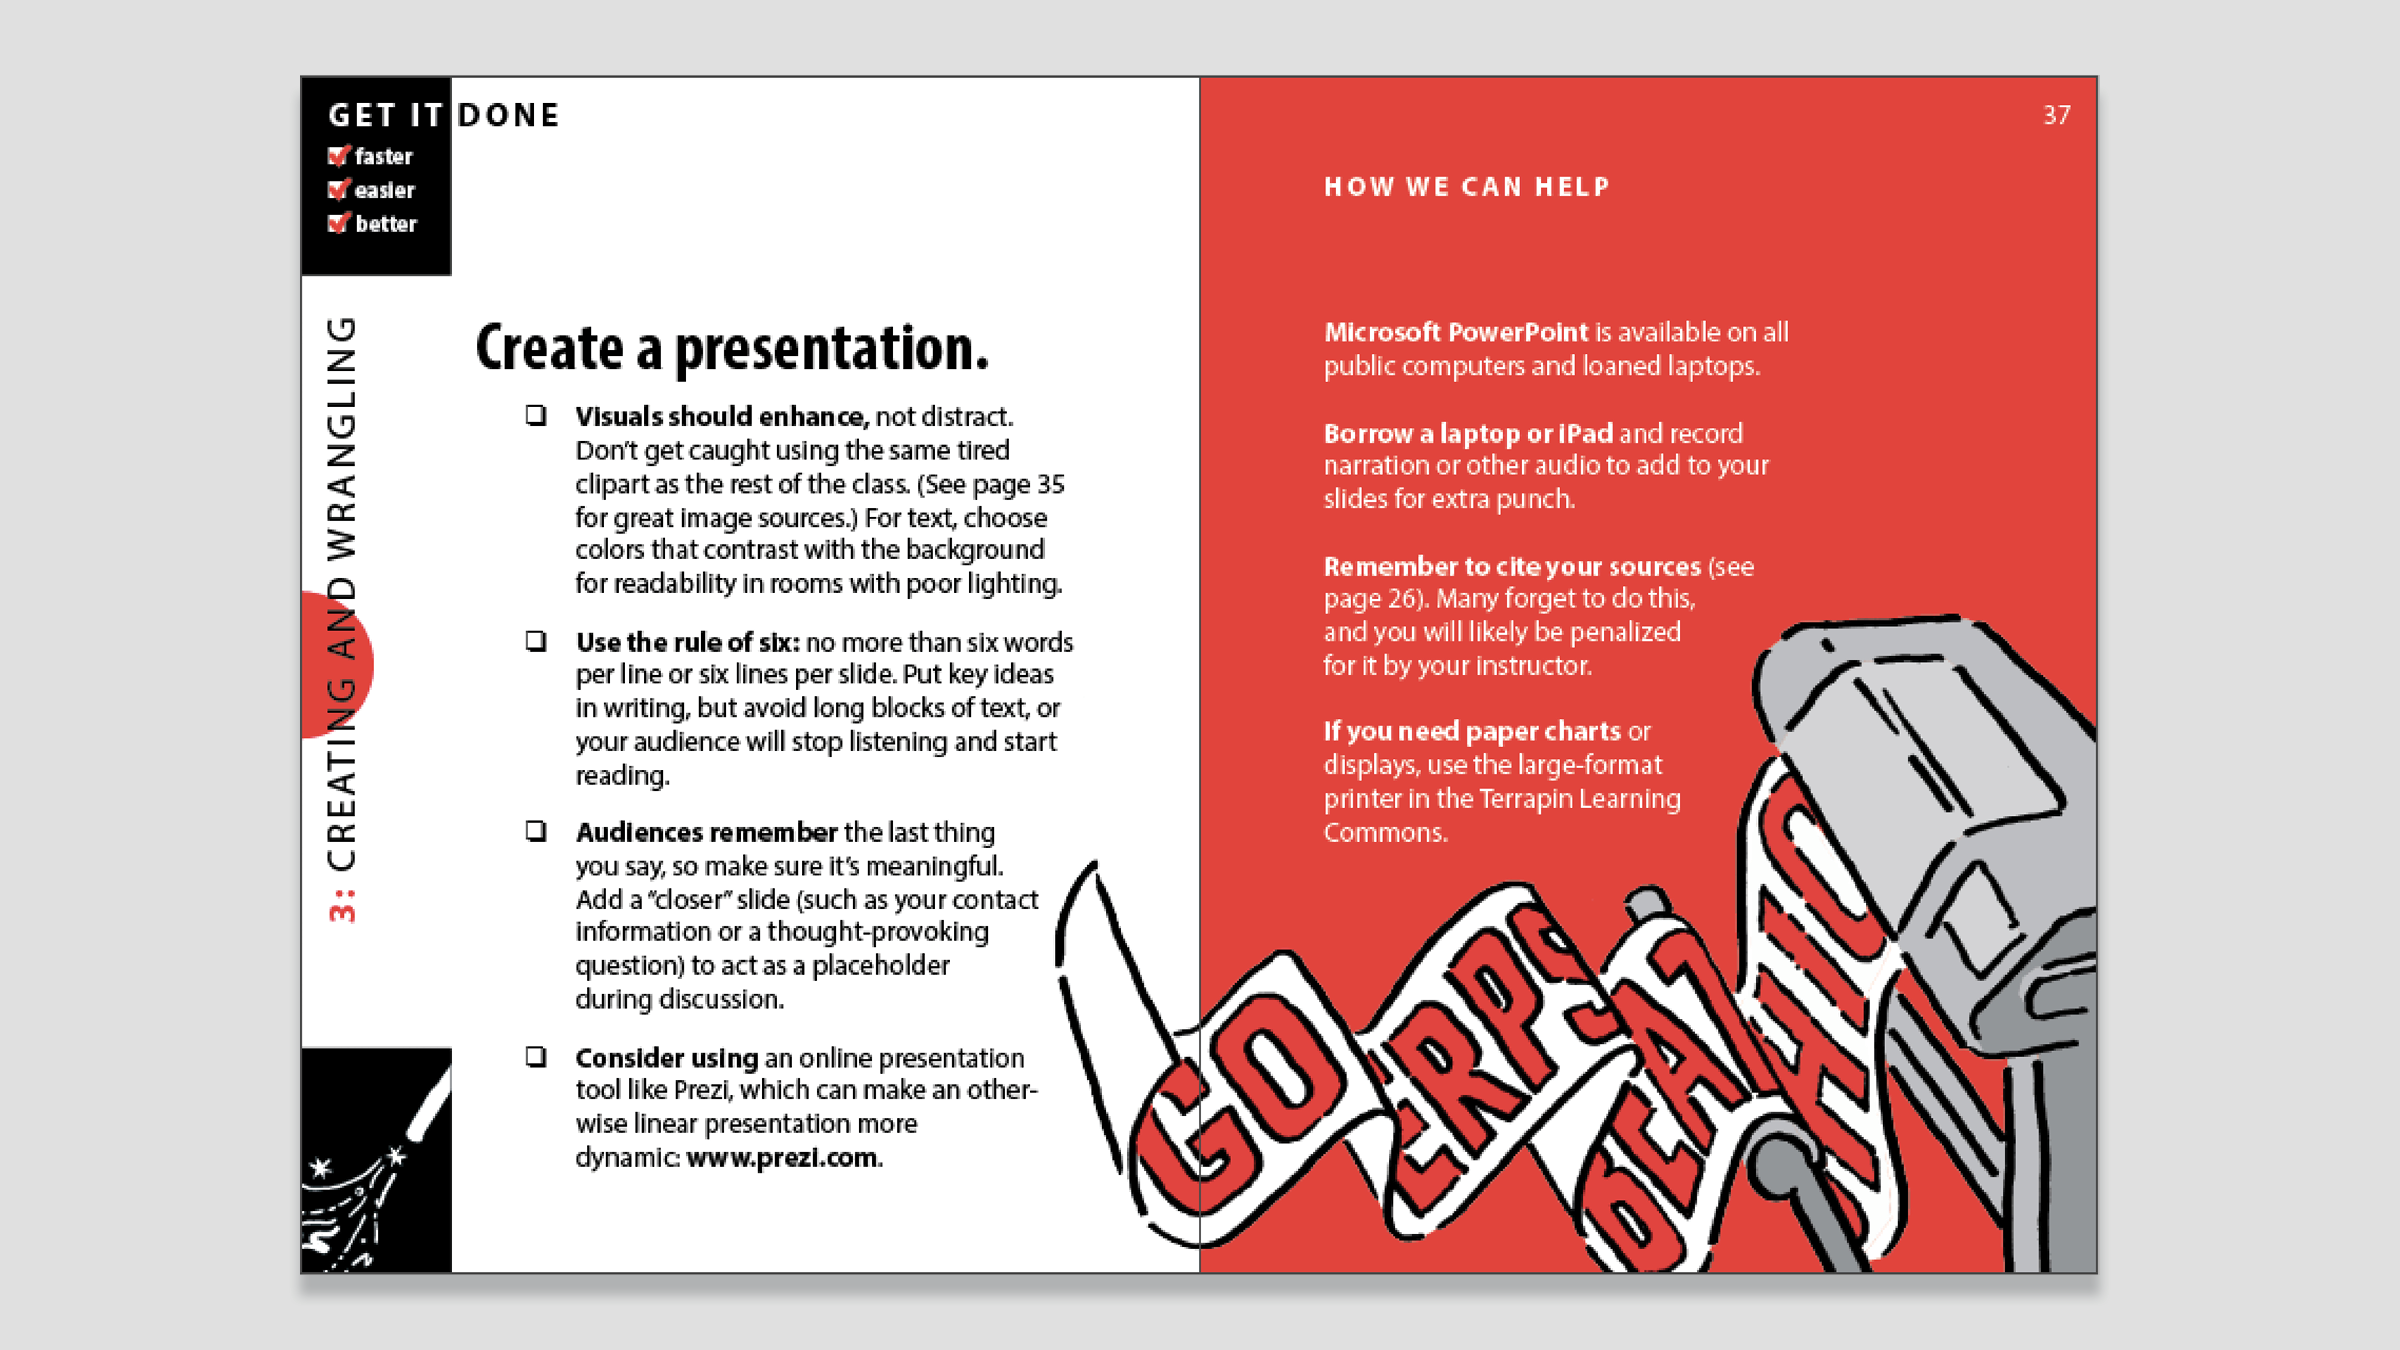 GET IT DONE
faster
easier
better
3: CREATING AND WRANGLING
Create a presentation.
Visuals should enhance, not distract.
Don't get caught using the same tired
clipart as the rest of the class. (See page 35
for great image sources.) For text, choose
colors that contrast with the background
for readability in rooms with poor lighting.
Use the rule of six: no more than six words
per line or six lines per slide. Put key ideas
in writing, but avoid long blocks of text, or
your audience will stop listening and start
reading.
Audiences remember the last thing
you say, so make sure it's meaningful.
Add a “closer” slide (such as your contact
information or a thought-provoking
question) to act as a placeholder
during discussion.
Consider using an online presentation
tool like Prezi, which can make an other-
wise linear presentation more
dynamic: www.prezi.com.
37
HOW WE CAN HELP
Microsoft PowerPoint is available on all
public computers and loaned laptops.
Borrow a laptop or iPad and record
narration or other audio to add to your
slides for extra punch.
Remember to cite your sources (see
page 26). Many forget to do this,
and you will likely be penalized
for it by your instructor.
If you need paper charts or
displays, use the large-format
printer in the Terrapin Learning
Commons.
GO
BEAT
OHIO